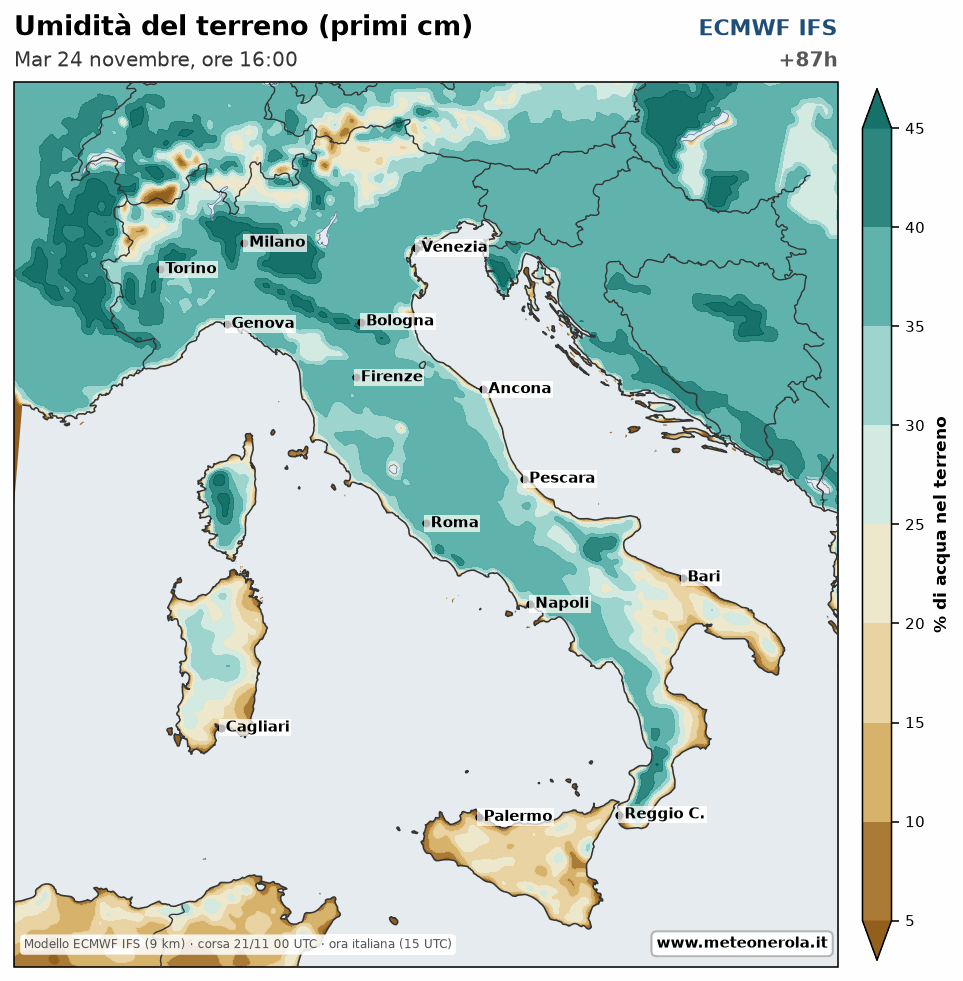 Umidità del terreno (primi cm)
ECMWF IFS
Mar 24 novembre, ore 16:00
+87h
45
40
35
30
25
20
15
10
5
% di acqua nel terreno
Milano
Venezia
Torino
Genova
Bologna
Firenze
Ancona
Pescara
Roma
Bari
Napoli
Cagliari
Reggio C.
Palermo
Modello ECMWF IFS (9 km) · corsa 21/11 00 UTC · ora italiana (15 UTC)
www.meteonerola.it